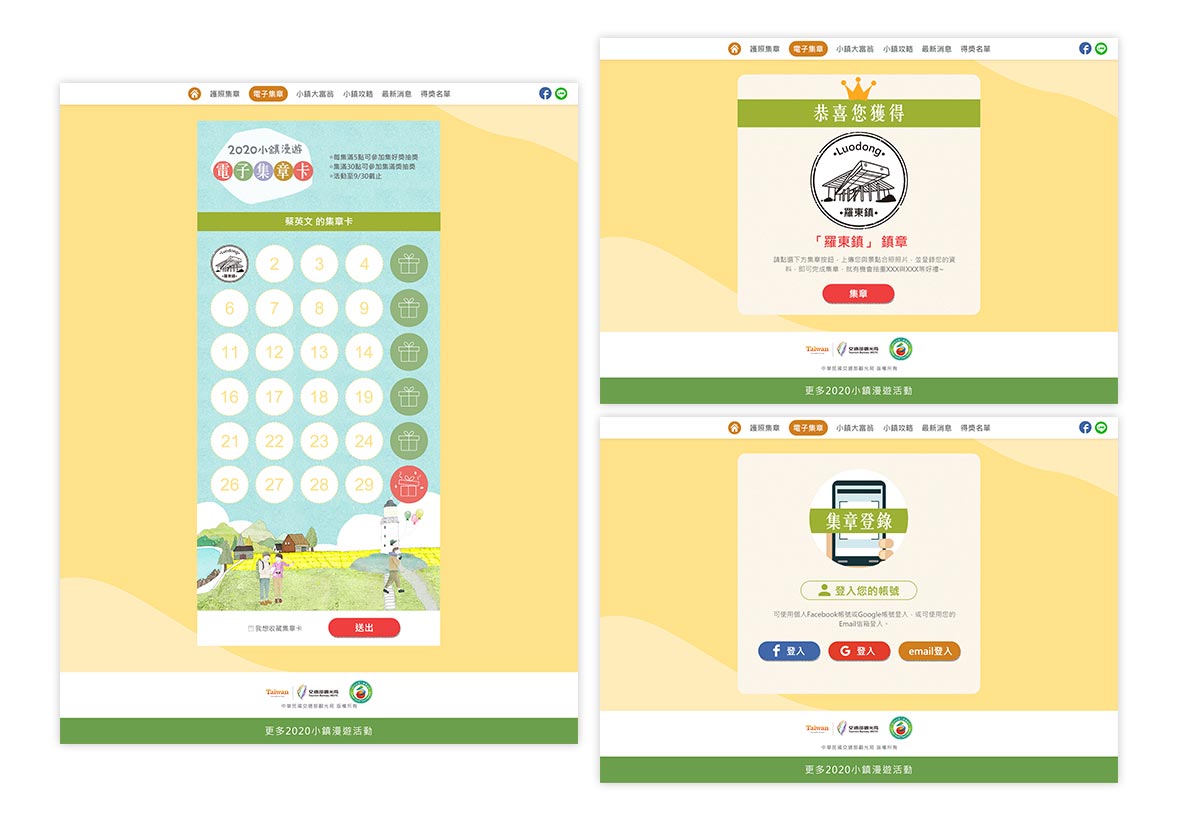 護照集章 電子集章 小鎮大富翁 小鎮攻略 最新消息 得獎名單
2020小鎮漫遊
電子集章卡
*每集滿5點可參加集好獎抽獎
*集滿30點可參加集滿獎抽獎
*活動至9/30截止
蔡英文 的集章卡
Luodong 羅東鎮 2 3 4
6 7 8 9
11 12 13 14
16 17 18 19
21 22 23 24
26 27 28 29
我想收藏集章卡 送出
Taiwan 交通部觀光局
Tourism Bureau, MOTC
中華民國交通部觀光局 版權所有
更多2020小鎮漫遊活動
護照集章 電子集章 小鎮大富翁 小鎮攻略 最新消息 得獎名單
恭喜您獲得
Luodong
羅東鎮
「羅東鎮」 鎮章
請點選下方集章按鈕，上傳您與景點合照照片，並登錄您的資
料，即可完成集章，就有機會抽重XXX與XXX等好禮~
集章
Taiwan 交通部觀光局
Tourism Bureau, MOTC
中華民國交通部觀光局 版權所有
更多2020小鎮漫遊活動
護照集章 電子集章 小鎮大富翁 小鎮攻略 最新消息 得獎名單
集章登錄
登入您的帳號
可使用個人Facebook帳號或Google帳號登入，或可使用您的
Email信箱登入。
f 登入 G 登入 email登入
Taiwan 交通部觀光局
Tourism Bureau, MOTC
中華民國交通部觀光局 版權所有
更多2020小鎮漫遊活動